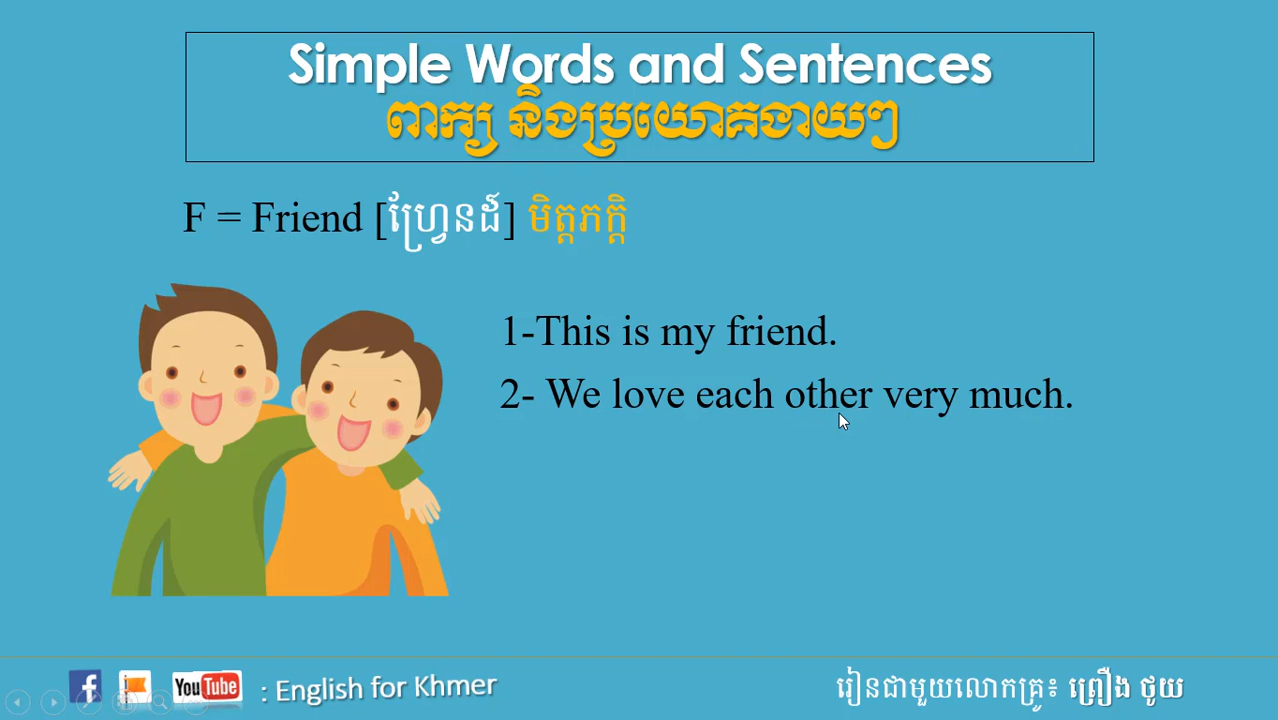 Simple Words and Sentences
ពាក្យ និងប្រយោគងាយៗ
F = Friend [ហ្វ្រែនដ៍] មិត្តភក្តិ
1-This is my friend.
2- We love each other very much.
f YouTube : English for Khmer
រៀនជាមួយលោកគ្រូ៖ ព្រឿង ថូយ